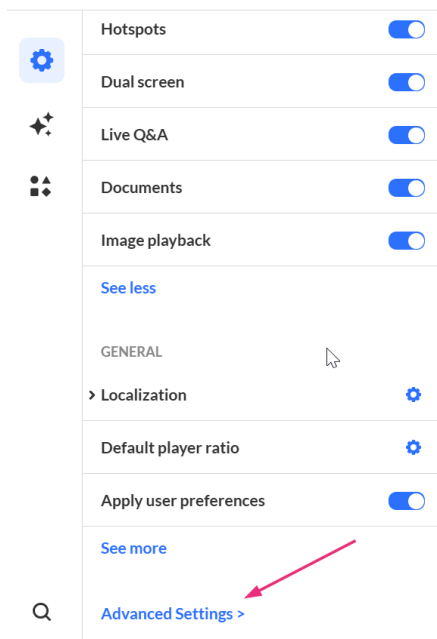 Hotspots
Dual screen
Live Q&A
Documents
Image playback
See less
GENERAL
Localization
Default player ratio
Apply user preferences
See more
Advanced Settings >